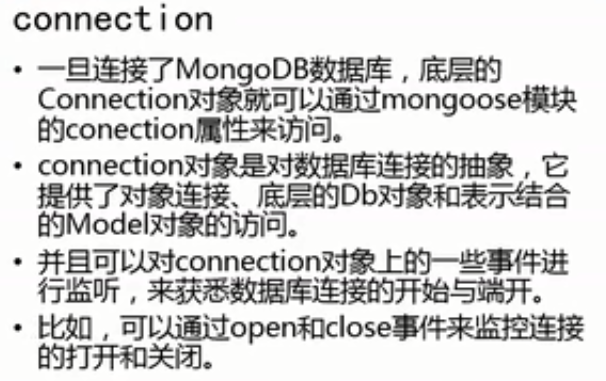 connection
• 一旦连接了MongoDB数据库，底层的
Connection对象就可以通过mongoose模块
的conection属性来访问。
• connection对象是对数据库连接的抽象，它
提供了对象连接、底层的Db对象和表示结合
的Model对象的访问。
• 并且可以对connection对象上的一些事件进
行监听，来获悉数据库连接的开始与端开。
• 比如，可以通过open和close事件来监控连接
的打开和关闭。